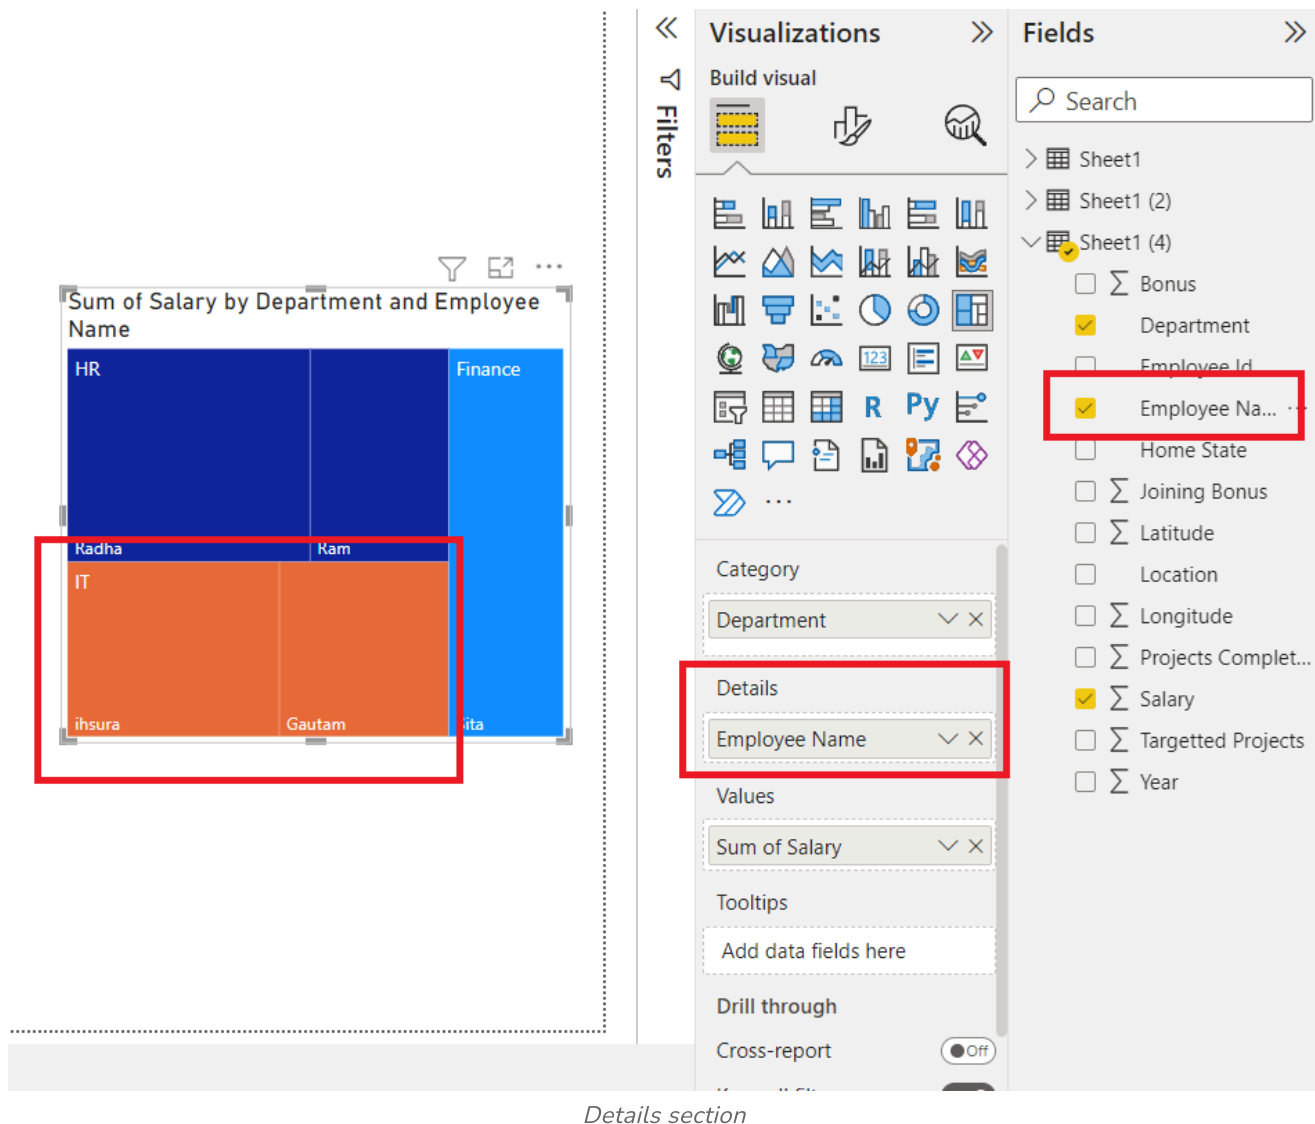 Sum of Salary by Department and Employee
Name
HR
Finance
Radha
Ram
IT
ihsura
Gautam
Sita
Filters
Visualizations
Build visual
123
R
Py
Category
Department
Details
Employee Name
Values
Sum of Salary
Tooltips
Add data fields here
Drill through
Cross-report
Off
Fields
Search
Sheet1
Sheet1 (2)
Sheet1 (4)
Bonus
Department
Employee Id
Employee Na...
Home State
Joining Bonus
Latitude
Location
Longitude
Projects Complet...
Salary
Targetted Projects
Year
Details section